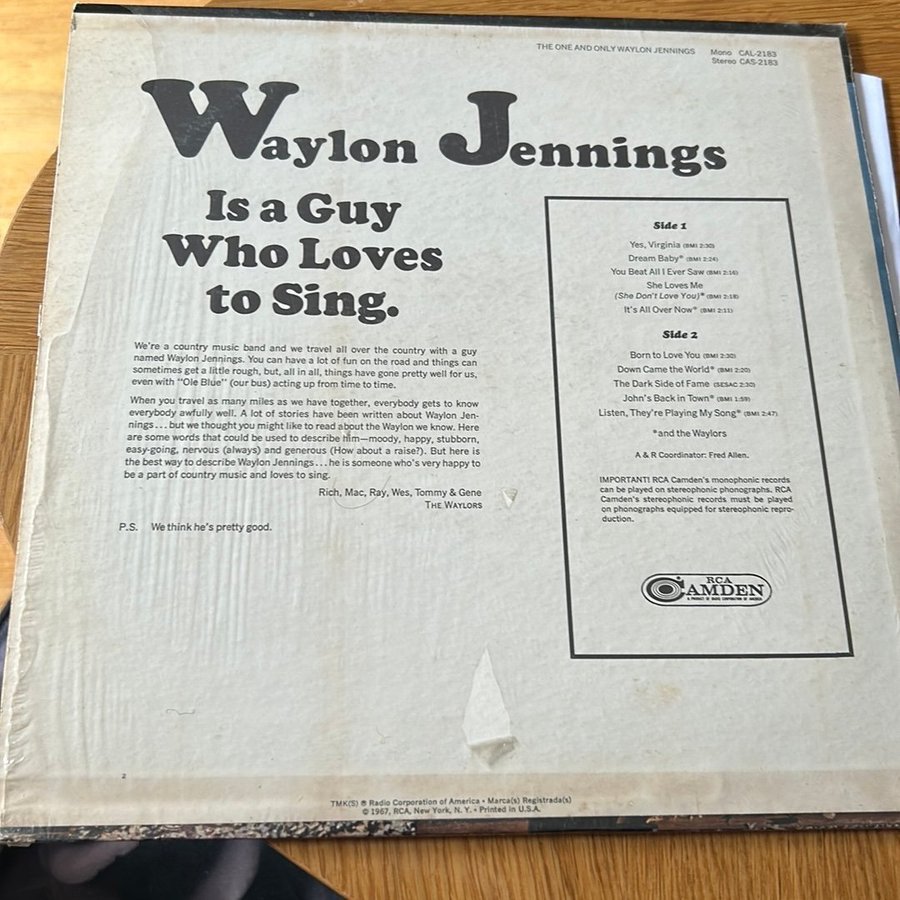 THE ONE AND ONLY WAYLON JENNINGS
Mono CAL-2183
Stereo CAS-2183
Waylon Jennings
Is a Guy
Who Loves
to Sing.
We're a country music band and we travel all over the country with a guy
named Waylon Jennings. You can have a lot of fun on the road and things can
sometimes get a little rough, but, all in all, things have gone pretty well for us,
even with "Ole Blue" (our bus) acting up from time to time.
When you travel as many miles as we have together, everybody gets to know
everybody awfully well. A lot of stories have been written about Waylon Jen-
nings...but we thought you might like to read about the Waylon we know. Here
are some words that could be used to describe him—moody, happy, stubborn,
easy-going, nervous (always) and generous (How about a raise?). But here is
the best way to describe Waylon Jennings...he is someone who's very happy to
be a part of country music and loves to sing.
Rich, Mac, Ray, Wes, Tommy & Gene
THE WAYLORS
P.S. We think he's pretty good.
Side 1
Yes, Virginia (BMI 2:30)
Dream Baby* (BMI 2:24)
You Beat All I Ever Saw (BMI 2:16)
She Loves Me
(She Don't Love You)* (BMI 2:18)
It's All Over Now* (BMI 2:11)
Side 2
Born to Love You (BMI 2:30)
Down Came the World* (BMI 2:20)
The Dark Side of Fame (SESAC 2:30)
John's Back in Town* (BMI 1:59)
Listen, They're Playing My Song* (BMI 2:47)
*and the Waylors
A & R Coordinator: Fred Allen.
IMPORTANT! RCA Camden's monophonic records
can be played on stereophonic phonographs. RCA
Camden's stereophonic records must be played
on phonographs equipped for stereophonic repro-
duction.
RCA
CAMDEN
A PRODUCT OF RADIO CORPORATION OF AMERICA
2
TMK(S) ® Radio Corporation of America • Marca(s) Registrada(s)
© 1967, RCA, New York, N. Y. • Printed in U.S.A.